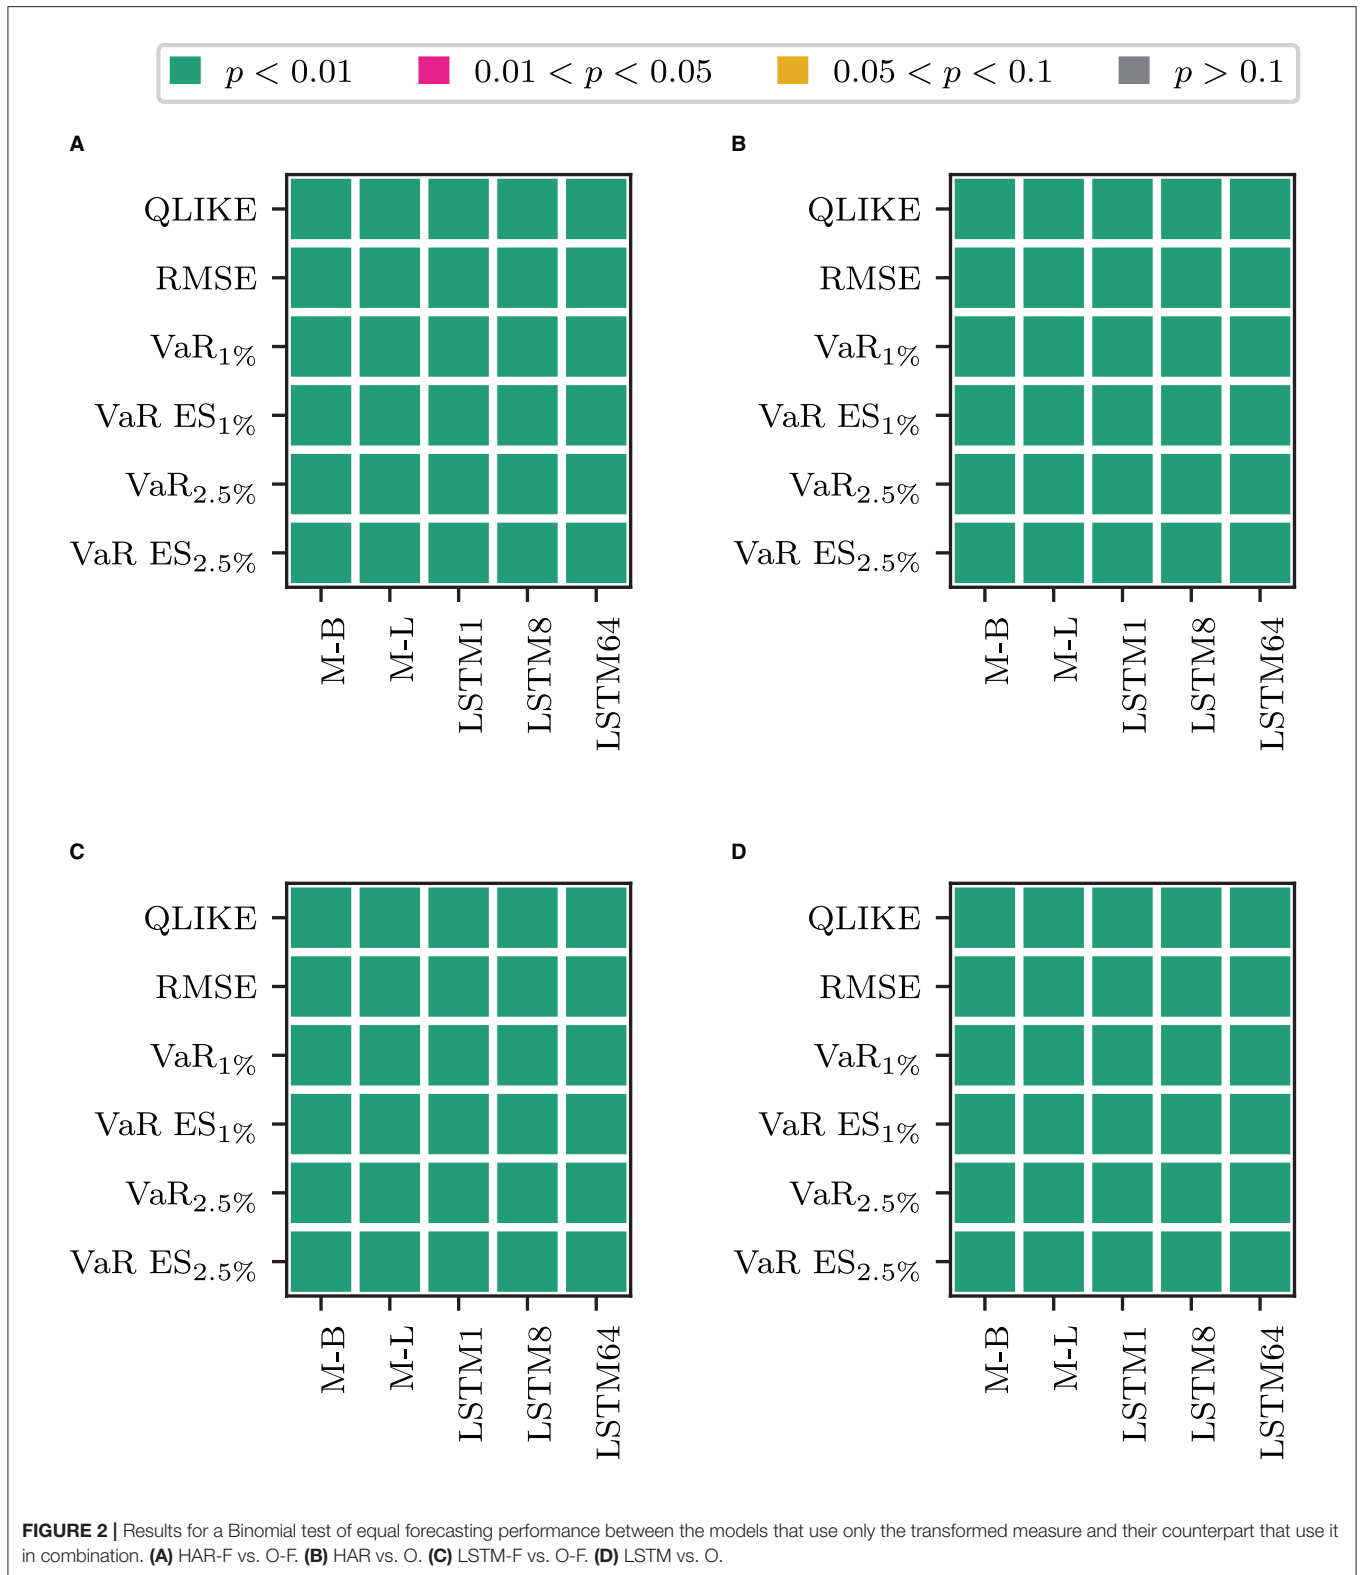 p < 0.01 0.01 < p < 0.05 0.05 < p < 0.1 p > 0.1
A
QLIKE
RMSE
VaR1%
VaR ES1%
VaR2.5%
VaR ES2.5%
M-B
M-L
LSTM1
LSTM8
LSTM64
B
QLIKE
RMSE
VaR1%
VaR ES1%
VaR2.5%
VaR ES2.5%
M-B
M-L
LSTM1
LSTM8
LSTM64
C
QLIKE
RMSE
VaR1%
VaR ES1%
VaR2.5%
VaR ES2.5%
M-B
M-L
LSTM1
LSTM8
LSTM64
D
QLIKE
RMSE
VaR1%
VaR ES1%
VaR2.5%
VaR ES2.5%
M-B
M-L
LSTM1
LSTM8
LSTM64
FIGURE 2 | Results for a Binomial test of equal forecasting performance between the models that use only the transformed measure and their counterpart that use it
in combination. (A) HAR-F vs. O-F. (B) HAR vs. O. (C) LSTM-F vs. O-F. (D) LSTM vs. O.